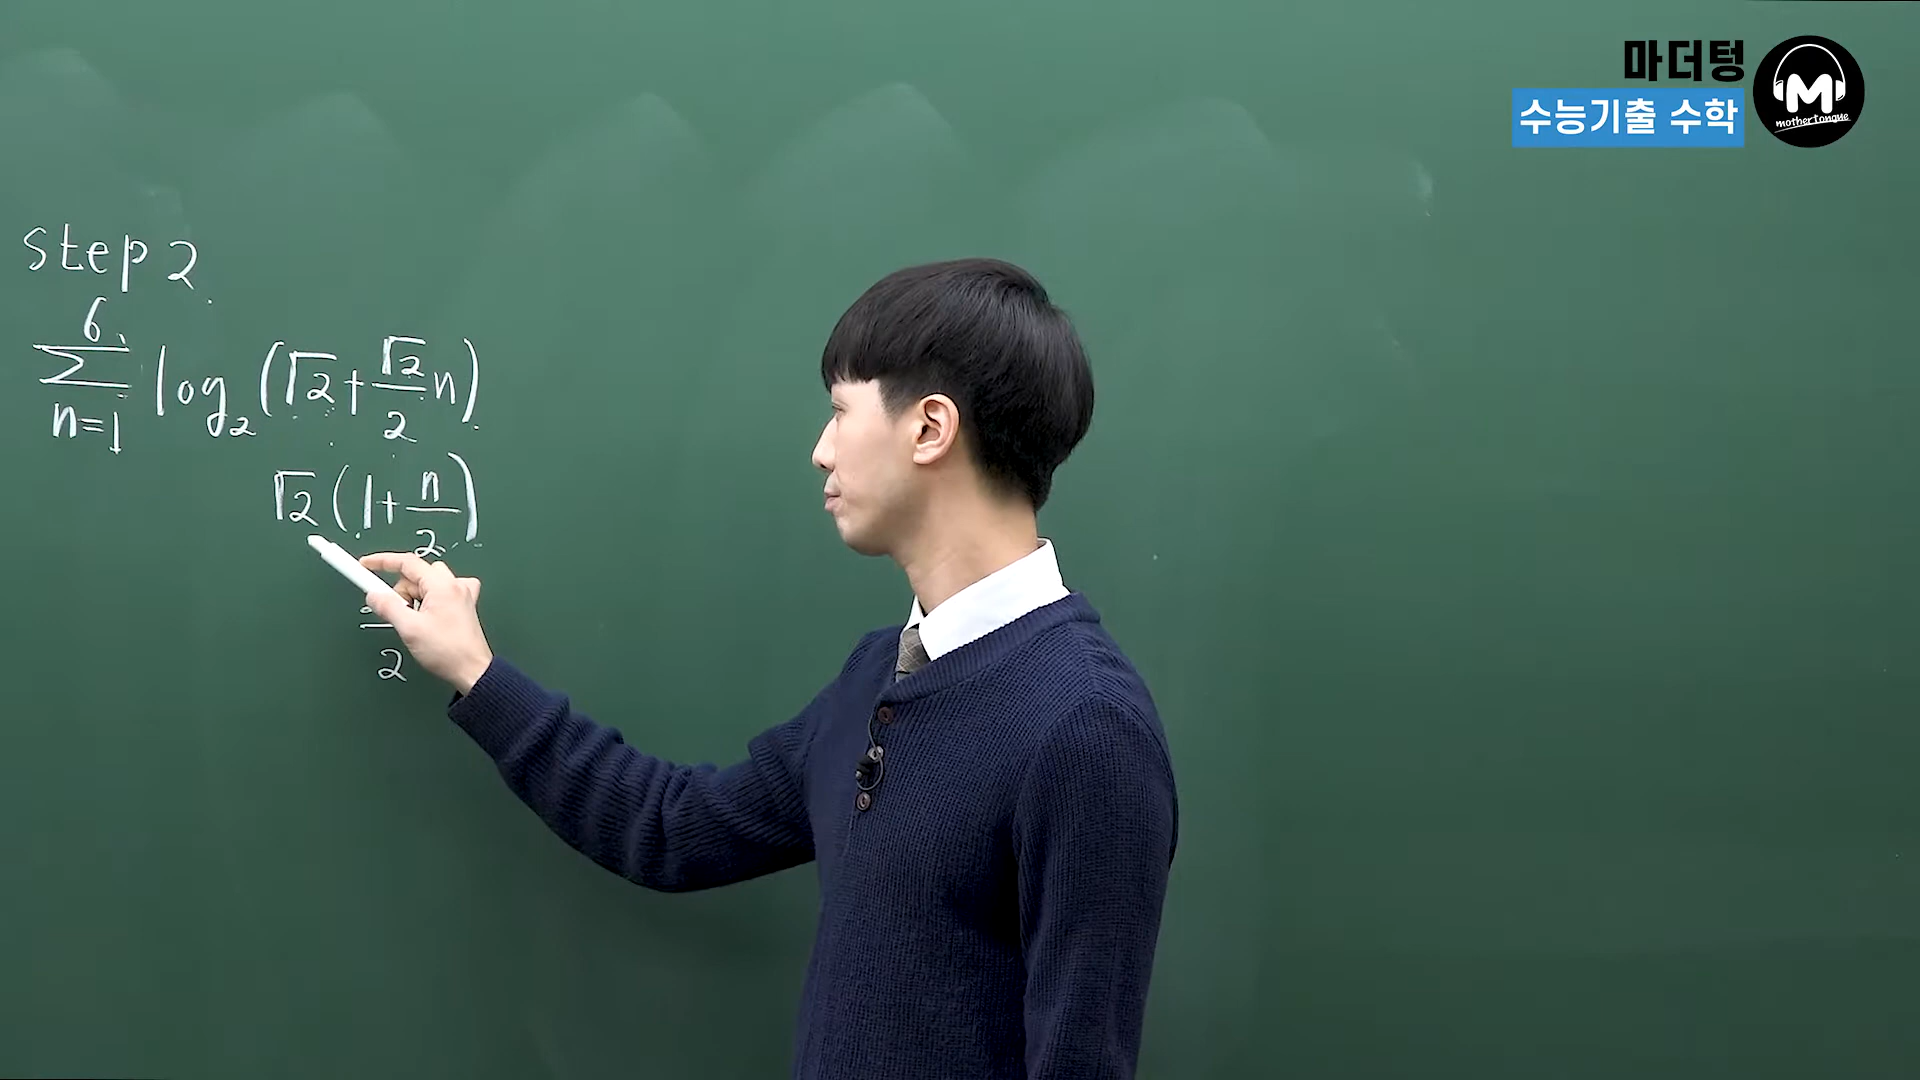 마더텅
수능기출 수학
M
mothertongue
step 2
6
∑ log₂(√2+√2/2 n)
n=1
√2(1+n/2)
2